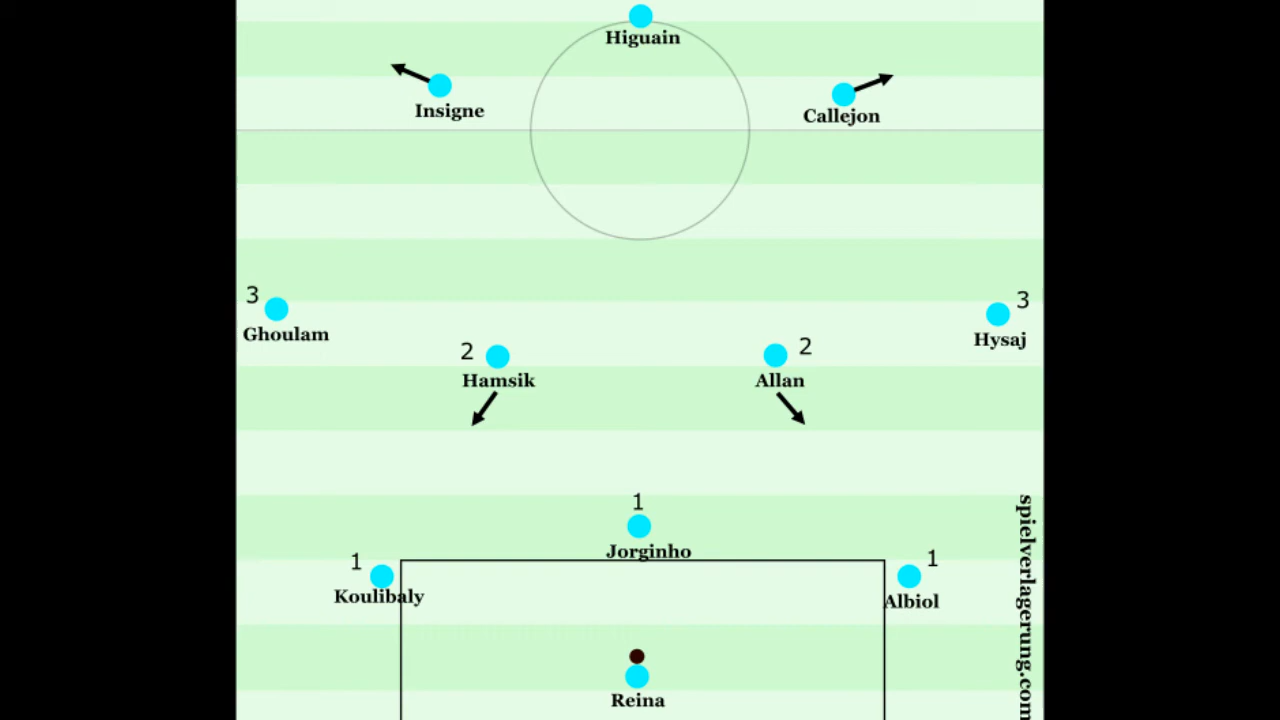 Higuain
Insigne
Callejon
3
Ghoulam
3
Hysaj
2
Hamsik
2
Allan
1
Jorginho
1
Koulibaly
1
Albiol
Reina
spielverlagerung.com